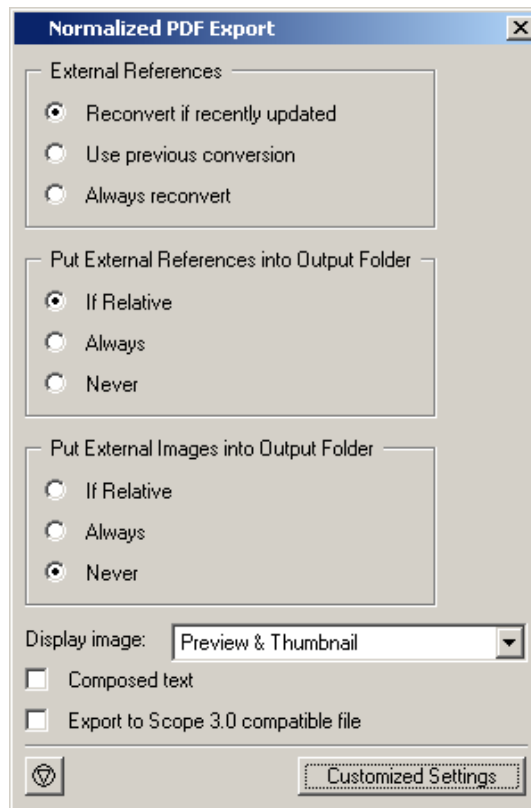 Normalized PDF Export
External References
Reconvert if recently updated
Use previous conversion
Always reconvert
Put External References into Output Folder
If Relative
Always
Never
Put External Images into Output Folder
If Relative
Always
Never
Display image: Preview & Thumbnail
Composed text
Export to Scope 3.0 compatible file
Customized Settings